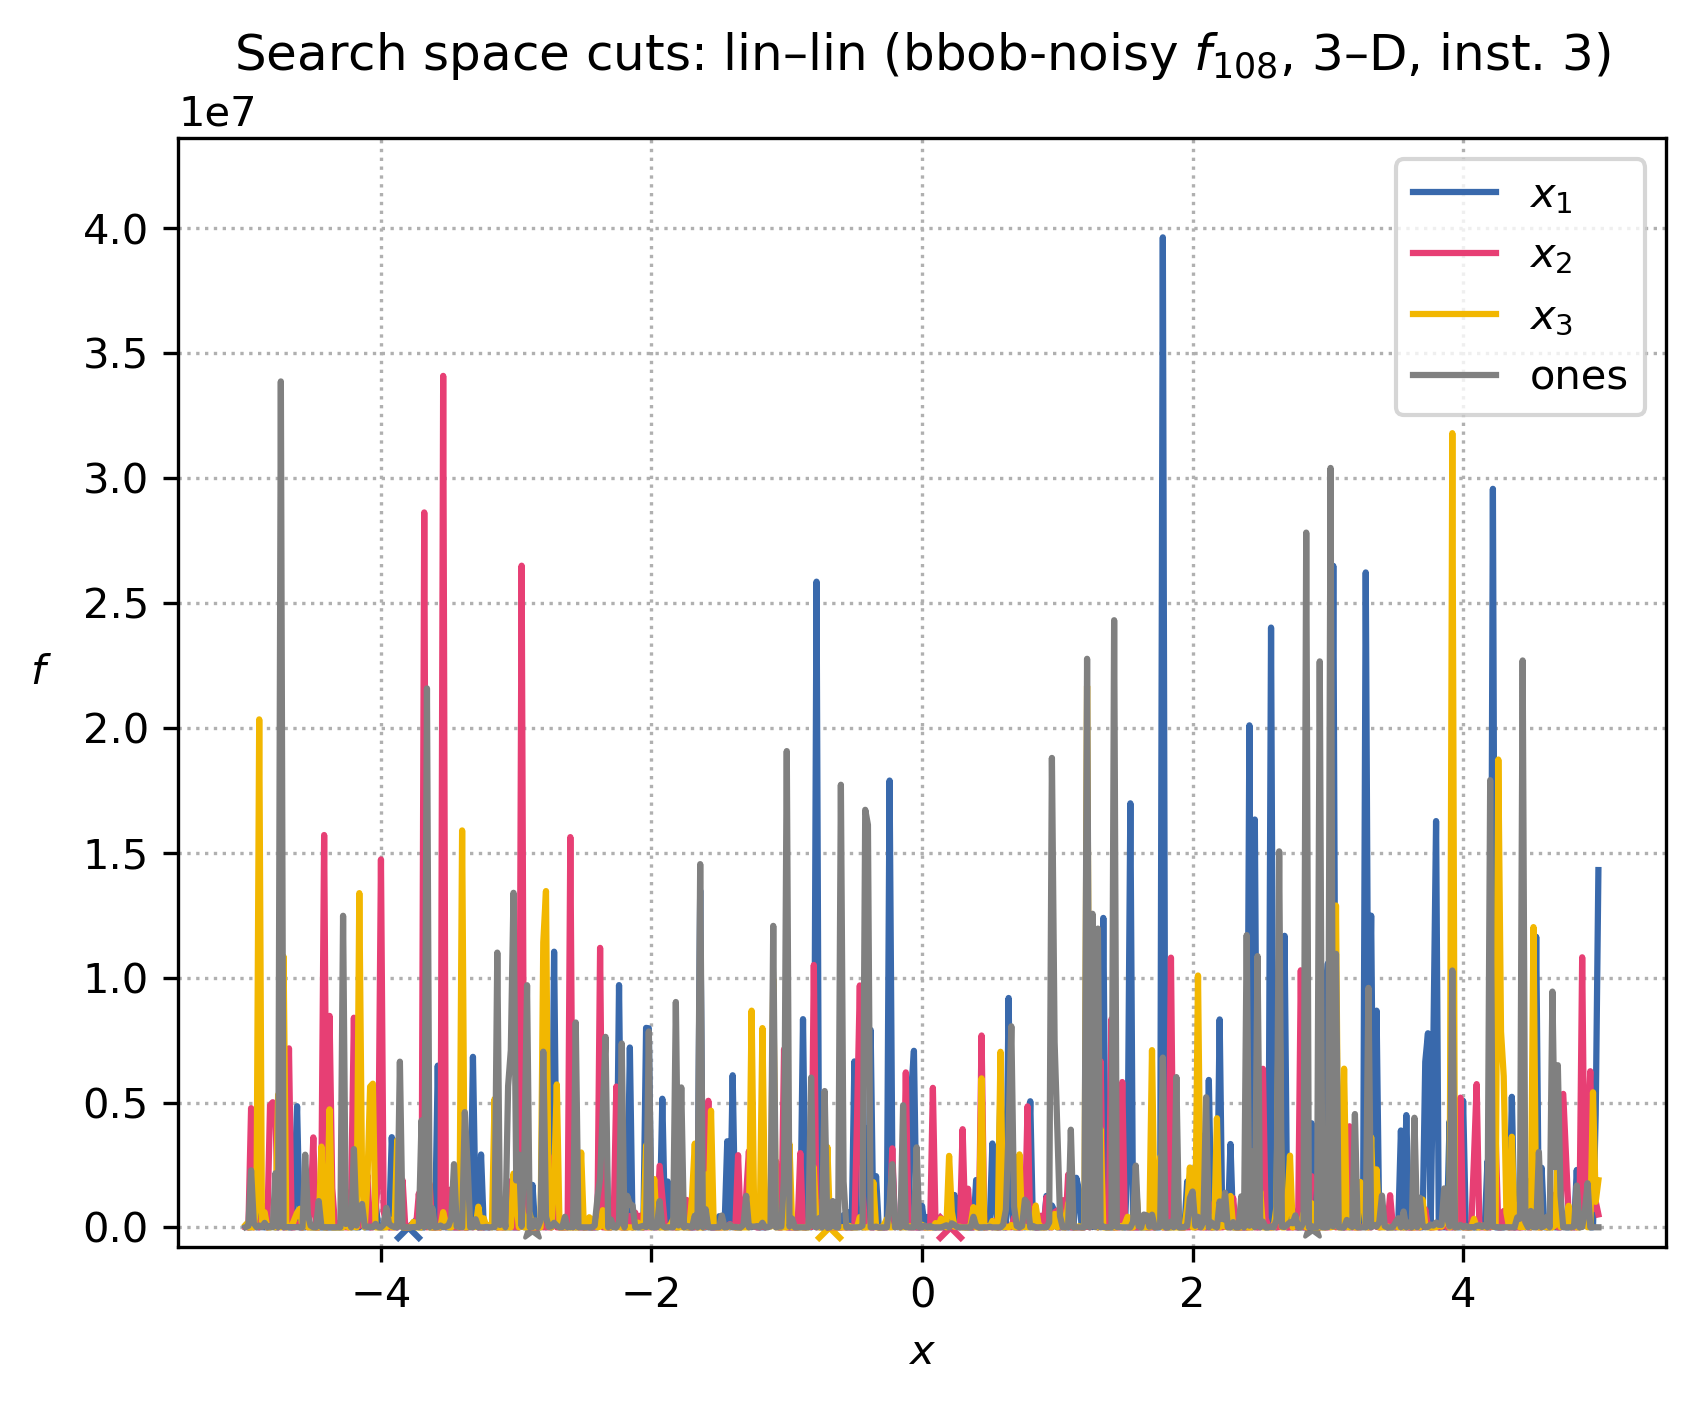 Search space cuts: lin–lin (bbob-noisy f108, 3–D, inst. 3)
1e7
4.0
3.5
3.0
2.5
2.0
1.5
1.0
0.5
0.0
f
x1
x2
x3
ones
−4
−2
0
2
4
x